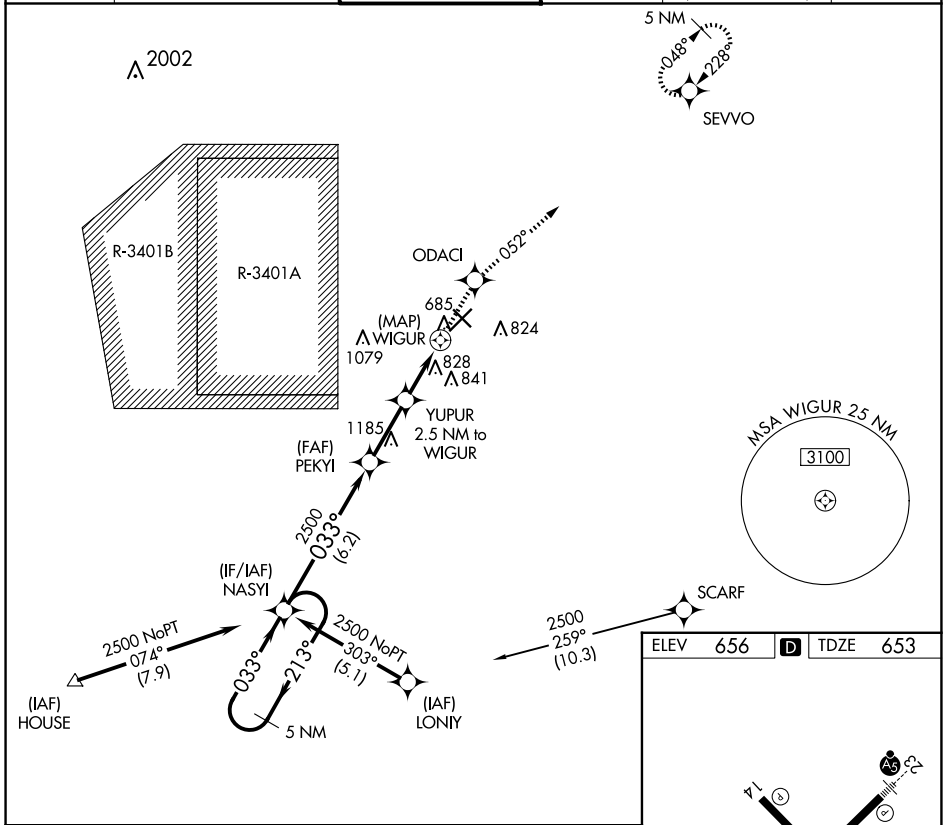 2002
5 NM
048°
228°
SEVVO
R-3401B
R-3401A
ODACI
052°
685
(MAP)
WIGUR
1079
824
828
841
YUPUR
2.5 NM to
WIGUR
1185
(FAF)
PEKYI
MSA WIGUR 25 NM
3100
2500
033°
(6.2)
(IF/IAF)
NASYI
SCARF
2500 NoPT
074°
(7.9)
2500 NoPT
303°
(5.1)
2500
259°
(10.3)
033°
213°
(IAF)
HOUSE
(IAF)
LONIY
5 NM
ELEV 656 D TDZE 653
A5
23
14
P
P